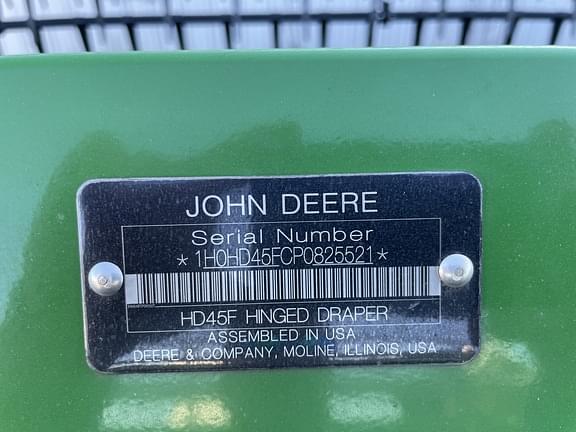 JOHN DEERE
Serial Number
*1H0HD45FCP0825521*
HD45F HINGED DRAPER
ASSEMBLED IN USA
DEERE & COMPANY, MOLINE, ILLINOIS, USA